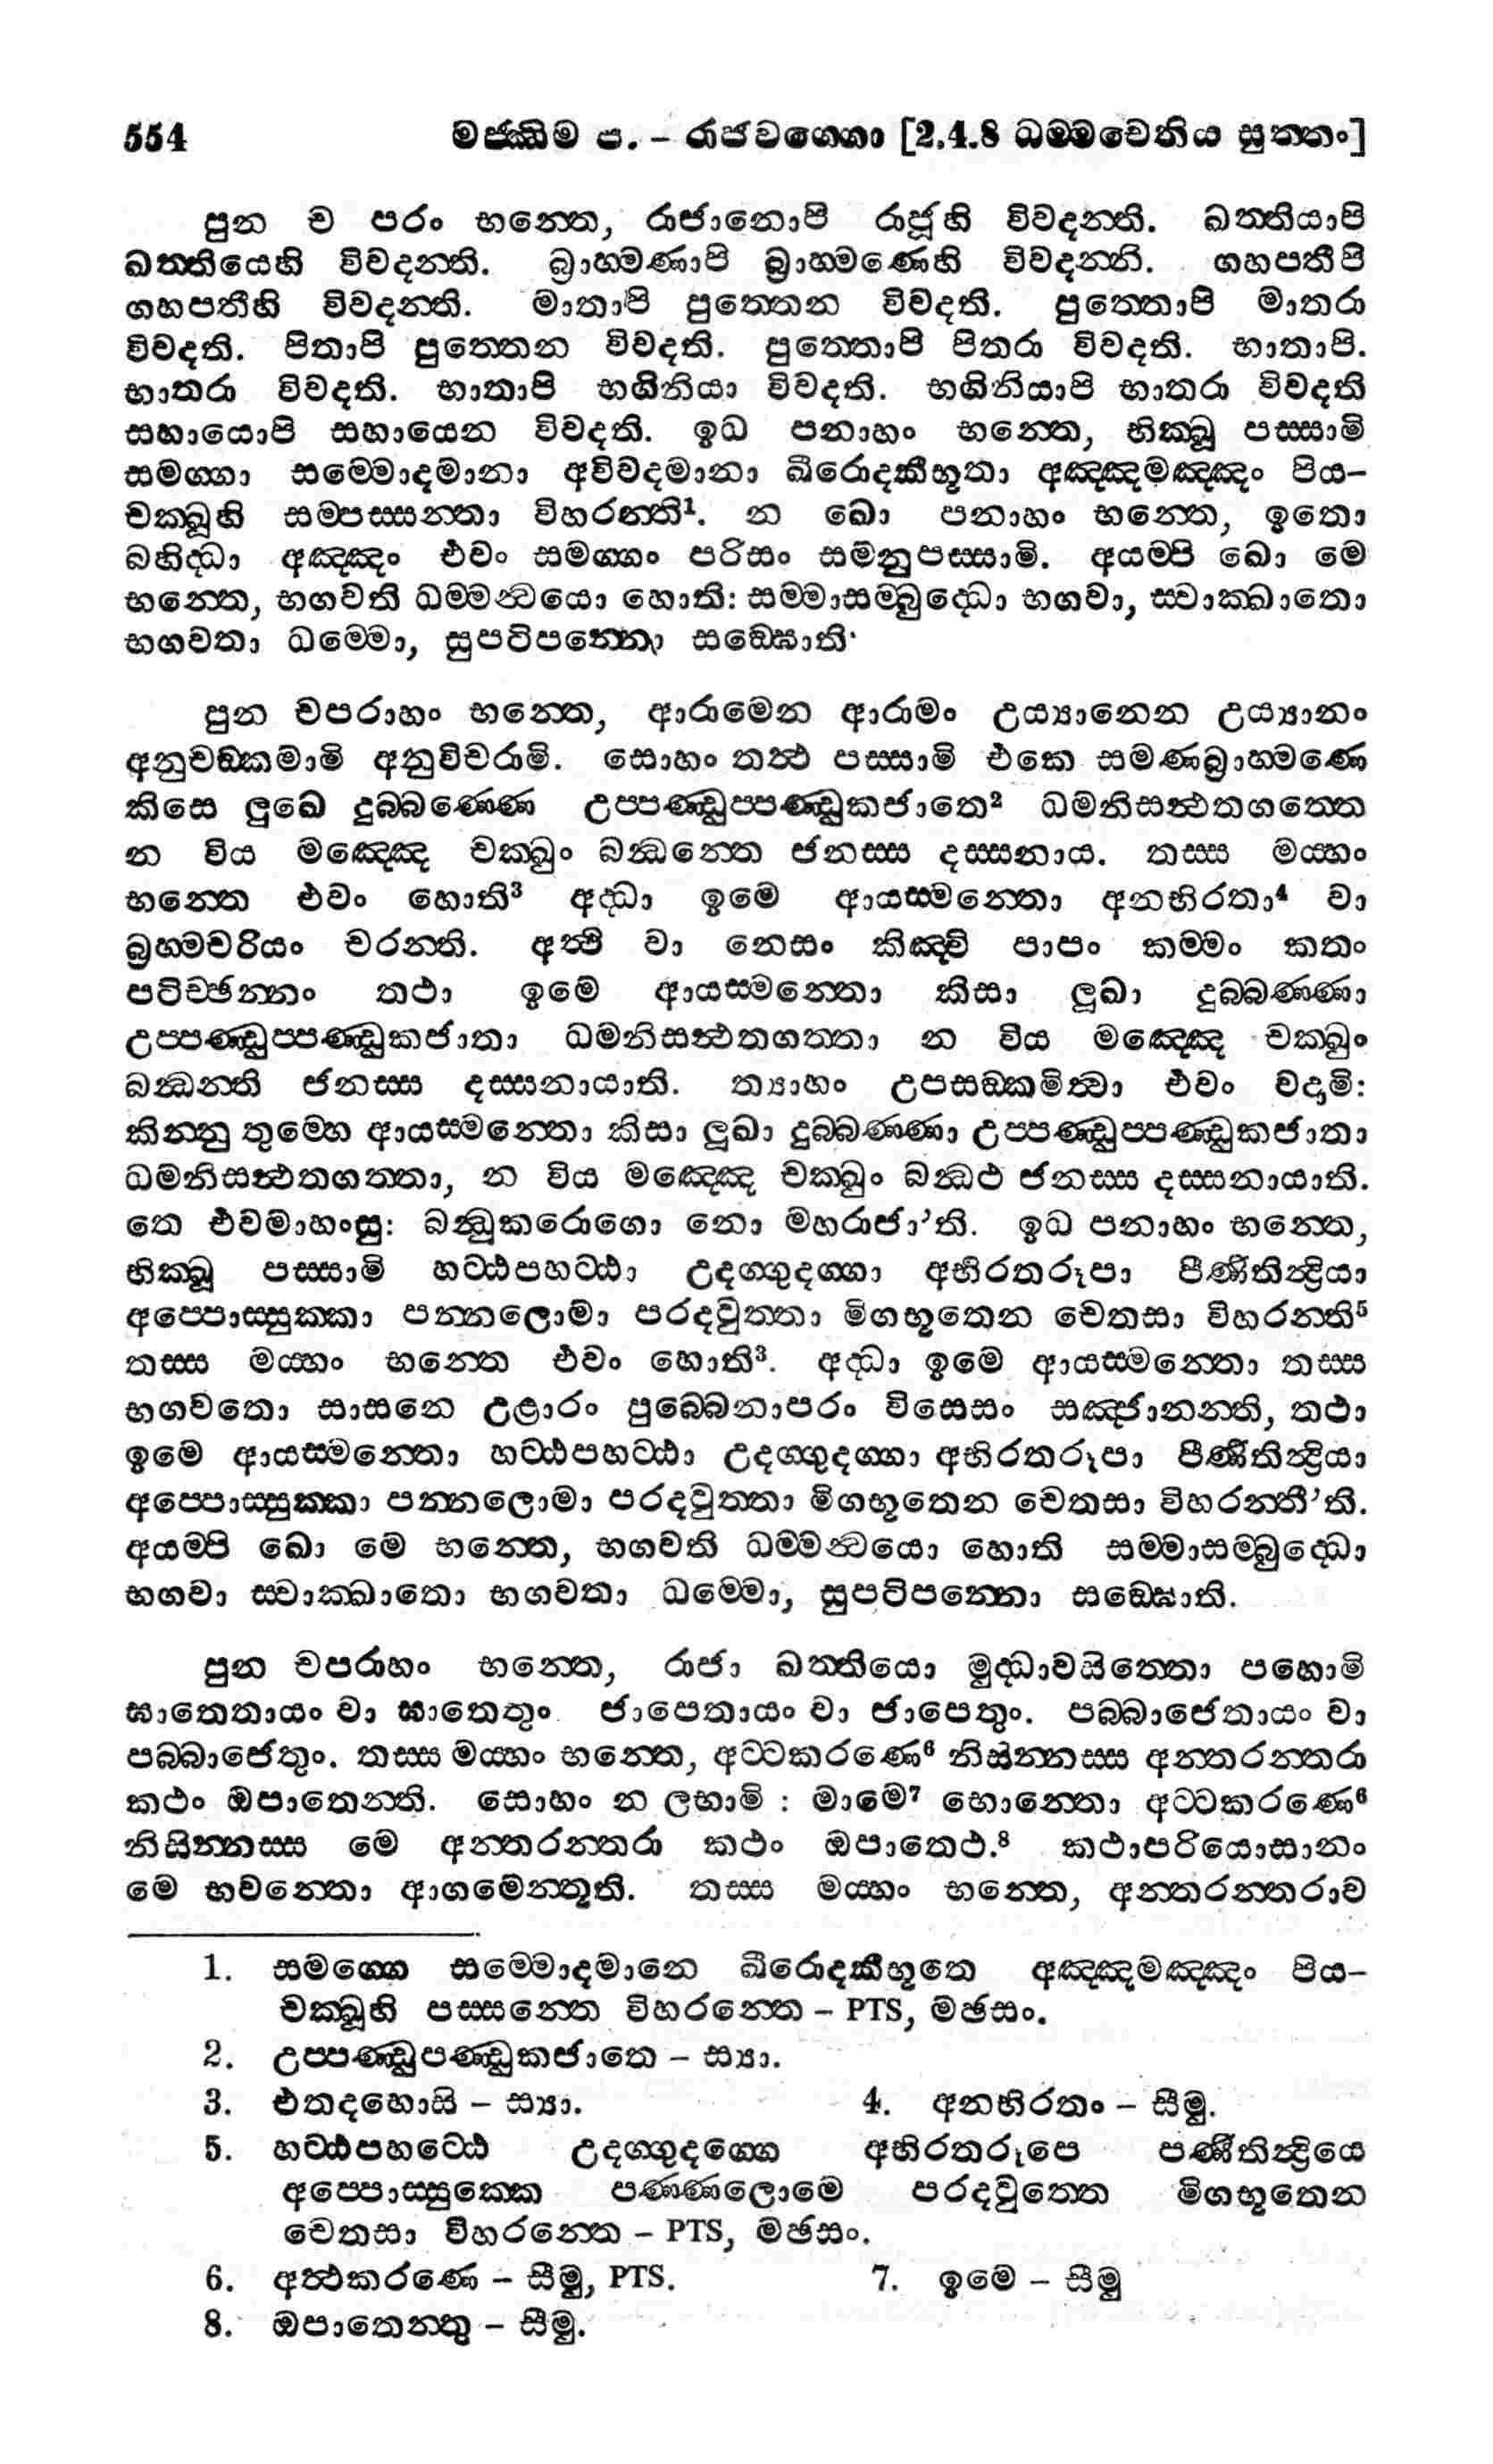 554 මජ්ඣිම ප. – රාජවග්ගො [2.4.8 ධම්මචෙතිය සුත්තං]
පුන ච පරං භන්තෙ, රාජානොපි රාජූහි විවදන්ති. ඛත්තියාපි
ඛත්තියෙහි විවදන්ති. බ්‍රාහ්මණාපි බ්‍රාහ්මණෙහි විවදන්ති. ගහපතීපි
ගහපතීහි විවදන්ති. මාතාපි පුත්තෙන විවදති. පුත්තොපි මාතරා
විවදති. පිතාපි පුත්තෙන විවදති. පුත්තොපි පිතරා විවදති. භාතාපි.
භාතරා විවදති. භාතාපි භගිනියා විවදති. භගිනියාපි භාතරා විවදති
සහායොපි සහායෙන විවදති. ඉධ පනාහං භන්තෙ, භික්ඛූ පස්සාමි
සමග්ගා සම්මොදමානා අවිවදමානා ඛීරොදකීභූතා අඤ්ඤමඤ්ඤං පිය–
චක්ඛූහි සම්පස්සන්තා විහරන්ති¹. න ඛො පනාහං භන්තෙ, ඉතො
බහිද්ධා අඤ්ඤං එවං සමග්ගං පරිසං සමනුපස්සාමි. අයම්පි ඛො මෙ
භන්තෙ, භගවති ධම්මන්වයො හොති: සම්මාසම්බුද්ධො භගවා, ස්වාක්ඛාතො
භගවතා ධම්මො, සුපටිපන්නො සඞ්ඝොති.
පුන චපරාහං භන්තෙ, ආරාමෙන ආරාමං උය්‍යානෙන උය්‍යානං
අනුචඞ්කමාමි අනුවිචරාමි. සොහං තත්‍ථ පස්සාමි එකෙ සමණබ්‍රාහ්මණෙ
කිසෙ ලූඛෙ දුබ්බණ්ණෙ උප්පණ්ඩුප්පණ්ඩුකජාතෙ² ධමනිසන්‍ථතගත්තෙ
න විය මඤ්ඤෙ චක්ඛුං බන්‍ධන්තෙ ජනස්ස දස්සනාය. තස්ස මය්හං
භන්තෙ එවං හොති³ අද්ධා ඉමෙ ආයස්මන්තො අනභිරතා⁴ වා
බ්‍රහ්මචරියං චරන්ති. අත්‍ථි වා නෙසං කිඤ්චි පාපං කම්මං කතං
පටිච්ඡන්නං තථා ඉමෙ ආයස්මන්තො කිසා ලූඛා දුබ්බණ්ණා
උප්පණ්ඩුප්පණ්ඩුකජාතා ධමනිසන්‍ථතගත්තා න විය මඤ්ඤෙ චක්ඛුං
බන්‍ධන්ති ජනස්ස දස්සනායාති. ත්‍යාහං උපසඞ්කමිත්‍වා එවං වදාමි:
කින්නු තුම්හෙ ආයස්මන්තො කිසා ලූඛා දුබ්බණ්ණා උප්පණ්ඩුප්පණ්ඩුකජාතා
ධමනිසන්‍ථතගත්තා, න විය මඤ්ඤෙ චක්ඛුං බන්‍ධථ ජනස්ස දස්සනායාති.
තෙ එවමාහංසු: බන්‍ධුකරොගො නො මහරාජා’ති. ඉධ පනාහං භන්තෙ,
භික්ඛූ පස්සාමි හට්ඨපහට්ඨා උදග්ගුදග්ගා අභිරතරූපා පීණිතින්‍ද්‍රියා
අප්පොස්සුක්කා පන්නලොමා පරදවුත්තා මිගභූතෙන චෙතසා විහරන්ති⁵
තස්ස මය්හං භන්තෙ එවං හොති³. අද්ධා ඉමෙ ආයස්මන්තො තස්ස
භගවතො සාසනෙ උළාරං පුබ්බෙනාපරං විසෙසං සඤ්ජානන්ති, තථා
ඉමෙ ආයස්මන්තො හට්ඨපහට්ඨා උදග්ගුදග්ගා අභිරතරූපා පීණිතින්‍ද්‍රියා
අප්පොස්සුක්කා පන්නලොමා පරදවුත්තා මිගභූතෙන චෙතසා විහරන්තී’ති.
අයම්පි ඛො මෙ භන්තෙ, භගවති ධම්මන්වයො හොති සම්මාසම්බුද්ධො
භගවා ස්වාක්ඛාතො භගවතා ධම්මො, සුපටිපන්නො සඞ්ඝොති.
පුන චපරාහං භන්තෙ, රාජා ඛත්තියො මුද්ධාවසිත්තො පහොමි
ඝාතෙතායං වා ඝාතෙතුං. ජාපෙතායං වා ජාපෙතුං. පබ්බාජෙතායං වා
පබ්බාජෙතුං. තස්ස මය්හං භන්තෙ, අට්ටකරණෙ⁶ නිසින්නස්ස අන්තරන්තරා
කථං ඔපාතෙන්ති. සොහං න ලභාමි : මාමෙ⁷ භොන්තො අට්ටකරණෙ⁶
නිසින්නස්ස මෙ අන්තරන්තරා කථං ඔපාතෙථ.⁸ කථාපරියොසානං
මෙ භවන්තො ආගමෙන්තූති. තස්ස මය්හං භන්තෙ, අන්තරන්තරාව
1. සමග්ගෙ සම්මොදමානෙ ඛීරොදකීභූතෙ අඤ්ඤමඤ්ඤං පිය–
චක්ඛූහි පස්සන්තෙ විහරන්තෙ – PTS, මඡසං.
2. උප්පණ්ඩුපණ්ඩුකජාතෙ – ස්‍යා.
3. එතදහොසි – ස්‍යා. 4. අනභිරතං – සීමු.
5. හට්ඨපහට්ඨෙ උදග්ගුදග්ගෙ අභිරතරූපෙ පණීතින්‍ද්‍රියෙ
අප්පොස්සුක්කෙ පණ්ණලොමෙ පරදවුත්තෙ මිගභූතෙන
චෙතසා විහරන්තෙ – PTS, මඡසං.
6. අත්‍ථකරණෙ – සීමු, PTS. 7. ඉමෙ – සීමු
8. ඔපාතෙන්තු – සීමු.